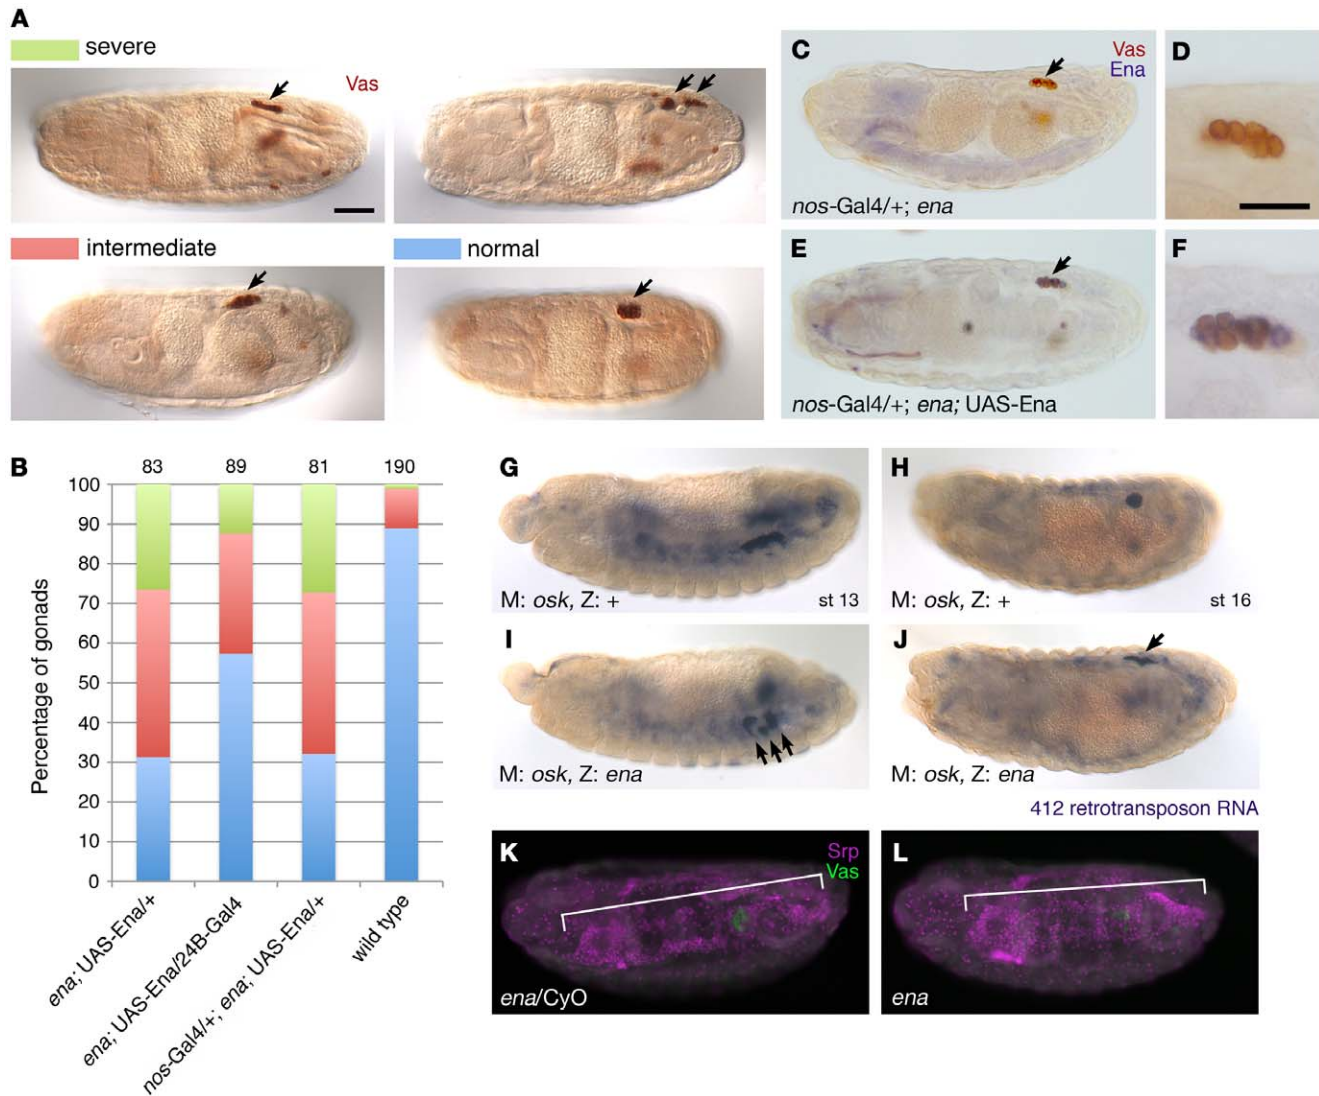 A
severe
Vas
intermediate
normal
C
Vas
Ena
nos-Gal4/+; ena
D
E
nos-Gal4/+; ena; UAS-Ena
F
B
83 89 81 190
100
90
80
70
60
50
40
30
20
10
0
Percentage of gonads
ena; UAS-Ena/+
ena; UAS-Ena/24B-Gal4
nos-Gal4/+; ena; UAS-Ena/+
wild type
G
M: osk, Z: +
st 13
H
M: osk, Z: +
st 16
I
M: osk, Z: ena
J
M: osk, Z: ena
412 retrotransposon RNA
K
Srp
Vas
ena/CyO
L
ena